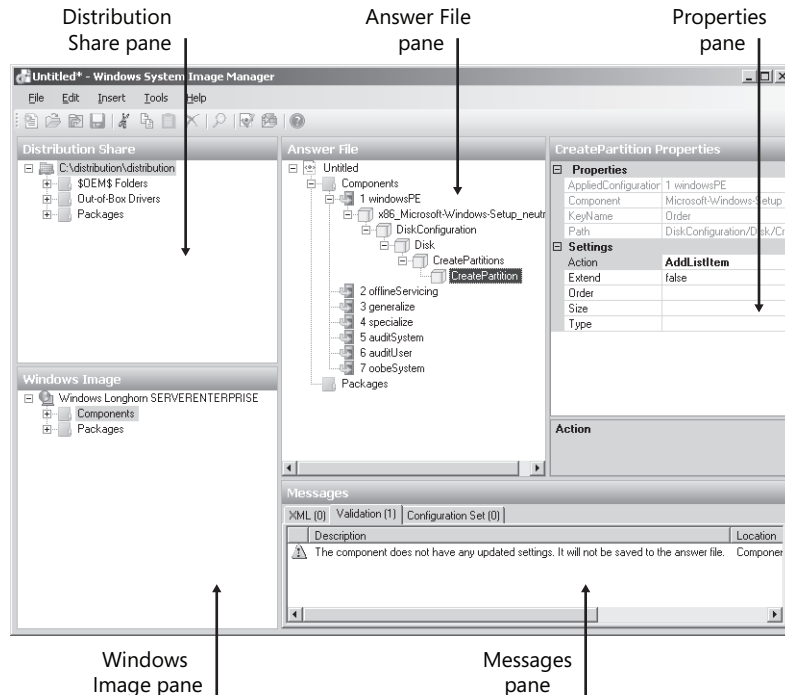 Distribution
Share pane
Answer File
pane
Properties
pane
Untitled* - Windows System Image Manager
File Edit Insert Tools Help
Distribution Share
C:\distribution\distribution
$OEM$ Folders
Out-of-Box Drivers
Packages
Answer File
Untitled
Components
1 windowsPE
x86_Microsoft-Windows-Setup_neutr
DiskConfiguration
Disk
CreatePartitions
CreatePartition
2 offlineServicing
3 generalize
4 specialize
5 auditSystem
6 auditUser
7 oobeSystem
Packages
CreatePartition Properties
Properties
AppliedConfiguration 1 windowsPE
Component Microsoft-Windows-Setup
KeyName Order
Path DiskConfiguration/Disk/Cr
Settings
Action AddListItem
Extend false
Order
Size
Type
Action
Windows Image
Windows Longhorn SERVERENTERPRISE
Components
Packages
Messages
XML (0) Validation (1) Configuration Set (0)
Description Location
The component does not have any updated settings. It will not be saved to the answer file. Componer
Windows
Image pane
Messages
pane